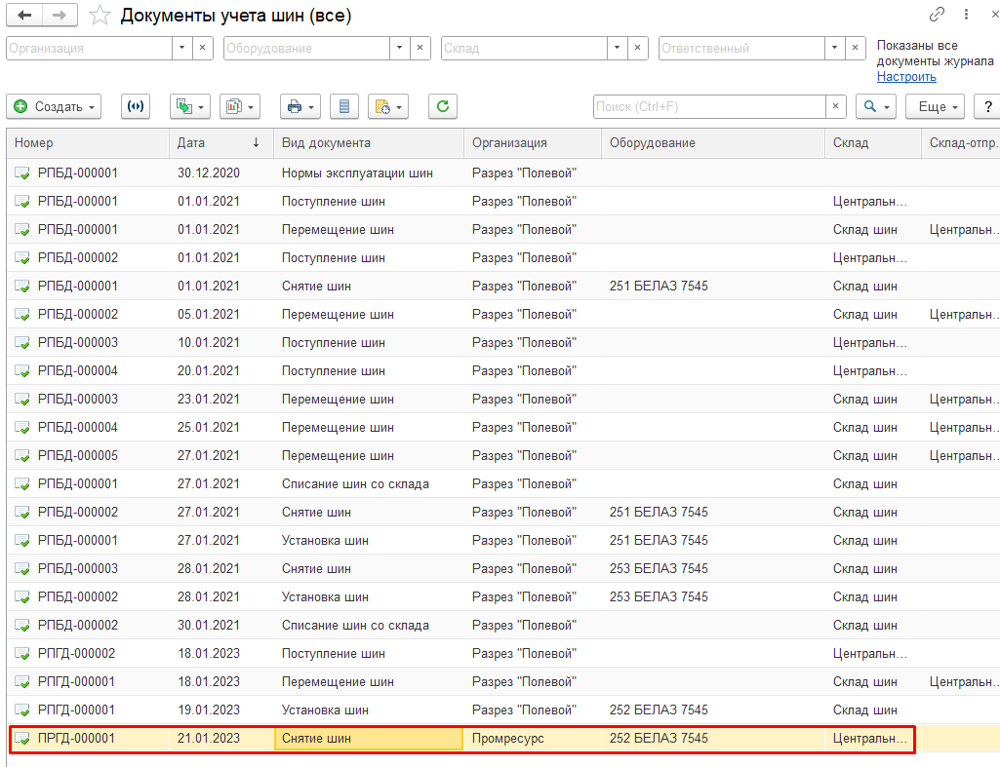 Документы учета шин (все)
Организация Оборудование Склад Ответственный Показаны все
документы журнала
Настроить
Создать Поиск (Ctrl+F) Еще ?
Номер Дата Вид документа Организация Оборудование Склад Склад-отпр.
РПБД-000001 30.12.2020 Нормы эксплуатации шин Разрез "Полевой"
РПБД-000001 01.01.2021 Поступление шин Разрез "Полевой" Центральн...
РПБД-000001 01.01.2021 Перемещение шин Разрез "Полевой" Склад шин Центральн...
РПБД-000002 01.01.2021 Поступление шин Разрез "Полевой" Центральн...
РПБД-000001 01.01.2021 Снятие шин Разрез "Полевой" 251 БЕЛАЗ 7545 Склад шин
РПБД-000002 05.01.2021 Перемещение шин Разрез "Полевой" Склад шин Центральн...
РПБД-000003 10.01.2021 Поступление шин Разрез "Полевой" Центральн...
РПБД-000004 20.01.2021 Поступление шин Разрез "Полевой" Центральн...
РПБД-000003 23.01.2021 Перемещение шин Разрез "Полевой" Склад шин Центральн...
РПБД-000004 25.01.2021 Перемещение шин Разрез "Полевой" Склад шин Центральн...
РПБД-000005 27.01.2021 Перемещение шин Разрез "Полевой" Склад шин Центральн...
РПБД-000001 27.01.2021 Списание шин со склада Разрез "Полевой" Склад шин
РПБД-000002 27.01.2021 Снятие шин Разрез "Полевой" 251 БЕЛАЗ 7545 Склад шин
РПБД-000001 27.01.2021 Установка шин Разрез "Полевой" 251 БЕЛАЗ 7545 Склад шин
РПБД-000003 28.01.2021 Снятие шин Разрез "Полевой" 253 БЕЛАЗ 7545 Склад шин
РПБД-000002 28.01.2021 Установка шин Разрез "Полевой" 253 БЕЛАЗ 7545 Склад шин
РПБД-000002 30.01.2021 Списание шин со склада Разрез "Полевой" Склад шин
РПГД-000002 18.01.2023 Поступление шин Разрез "Полевой" Центральн...
РПГД-000001 18.01.2023 Перемещение шин Разрез "Полевой" Склад шин Центральн...
РПГД-000001 19.01.2023 Установка шин Разрез "Полевой" 252 БЕЛАЗ 7545 Склад шин
ПРГД-000001 21.01.2023 Снятие шин Промресурс 252 БЕЛАЗ 7545 Центральн...